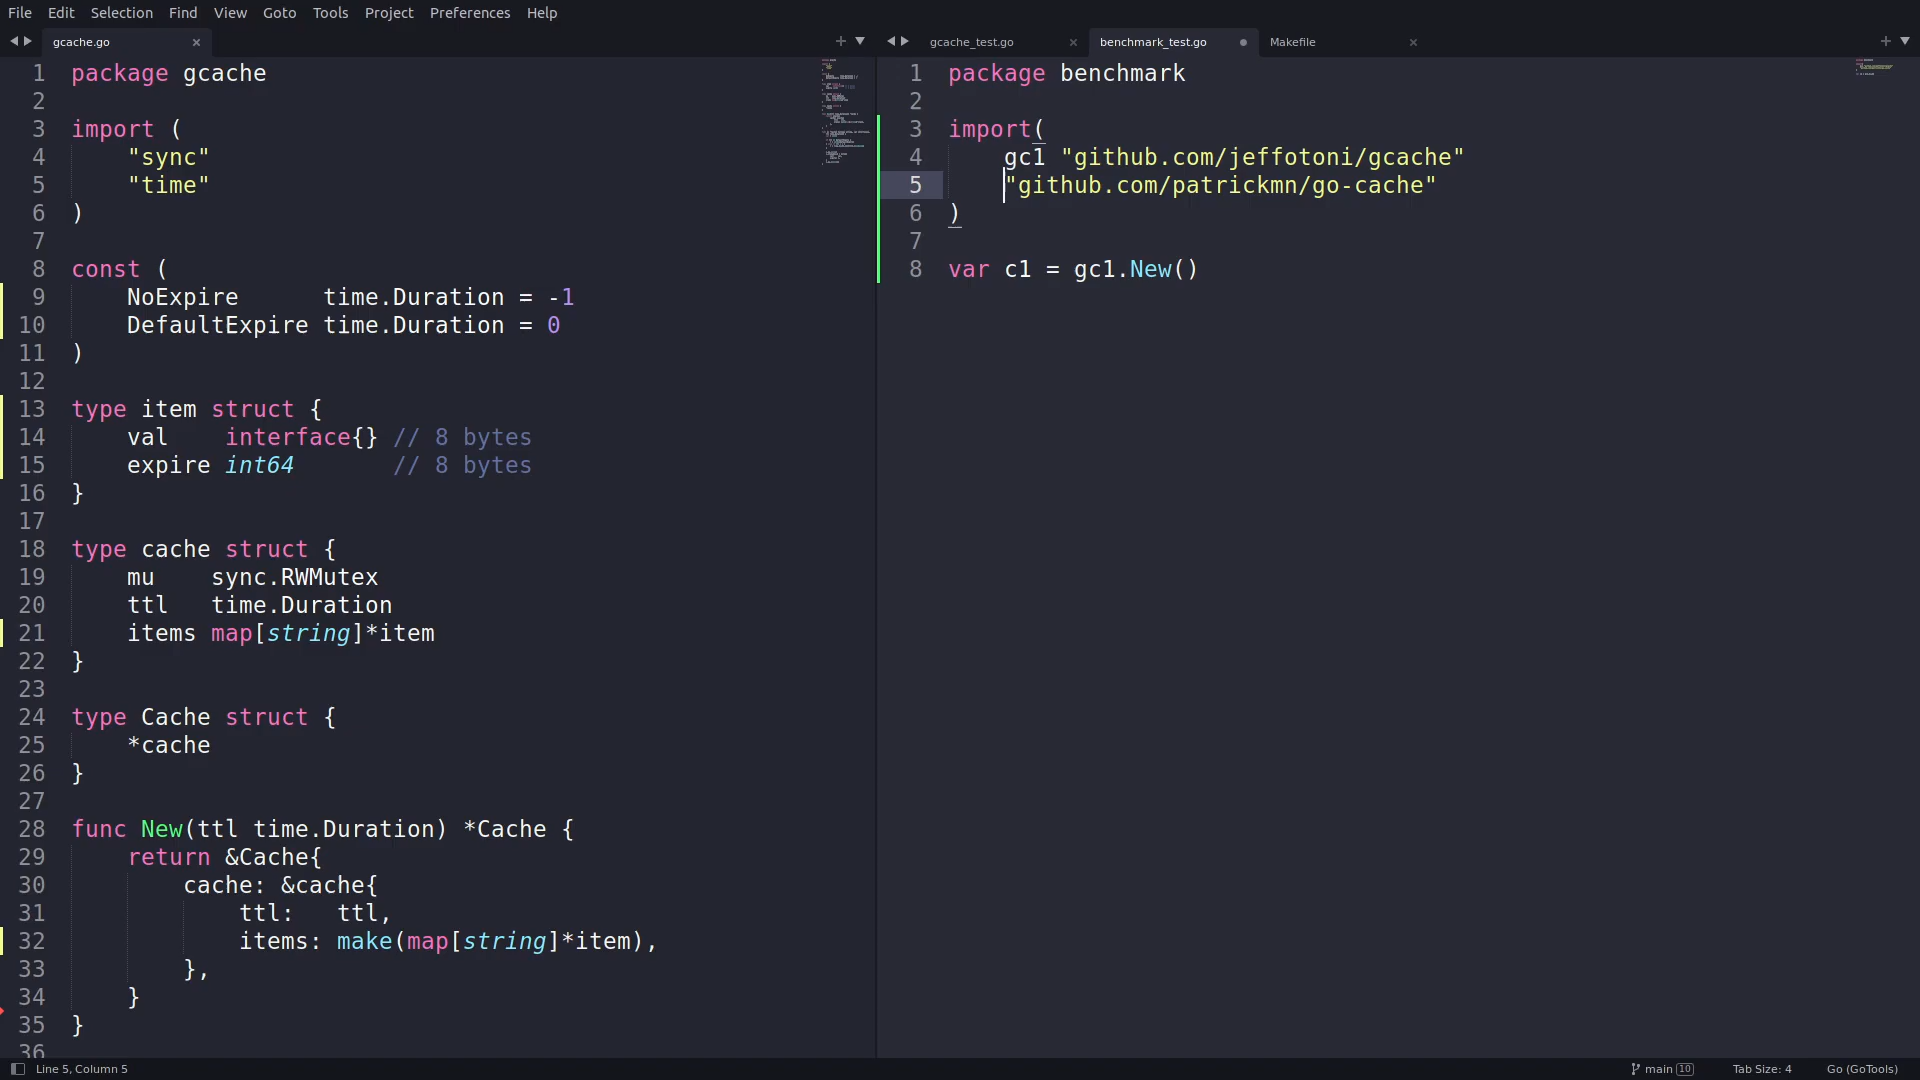 File Edit Selection Find View Goto Tools Project Preferences Help
gcache.go
1 package gcache
2
3 import (
4     "sync"
5     "time"
6 )
7
8 const (
9     NoExpire      time.Duration = -1
10     DefaultExpire time.Duration = 0
11 )
12
13 type item struct {
14     val    interface{} // 8 bytes
15     expire int64       // 8 bytes
16 }
17
18 type cache struct {
19     mu    sync.RWMutex
20     ttl   time.Duration
21     items map[string]*item
22 }
23
24 type Cache struct {
25     *cache
26 }
27
28 func New(ttl time.Duration) *Cache {
29     return &Cache{
30         cache: &cache{
31             ttl:   ttl,
32             items: make(map[string]*item),
33         },
34     }
35 }
36
gcache_test.go benchmark_test.go Makefile
1 package benchmark
2
3 import(
4     gc1 "github.com/jeffotoni/gcache"
5     "github.com/patrickmn/go-cache"
6 )
7
8 var c1 = gc1.New()
Line 5, Column 5 main 10 Tab Size: 4 Go (GoTools)